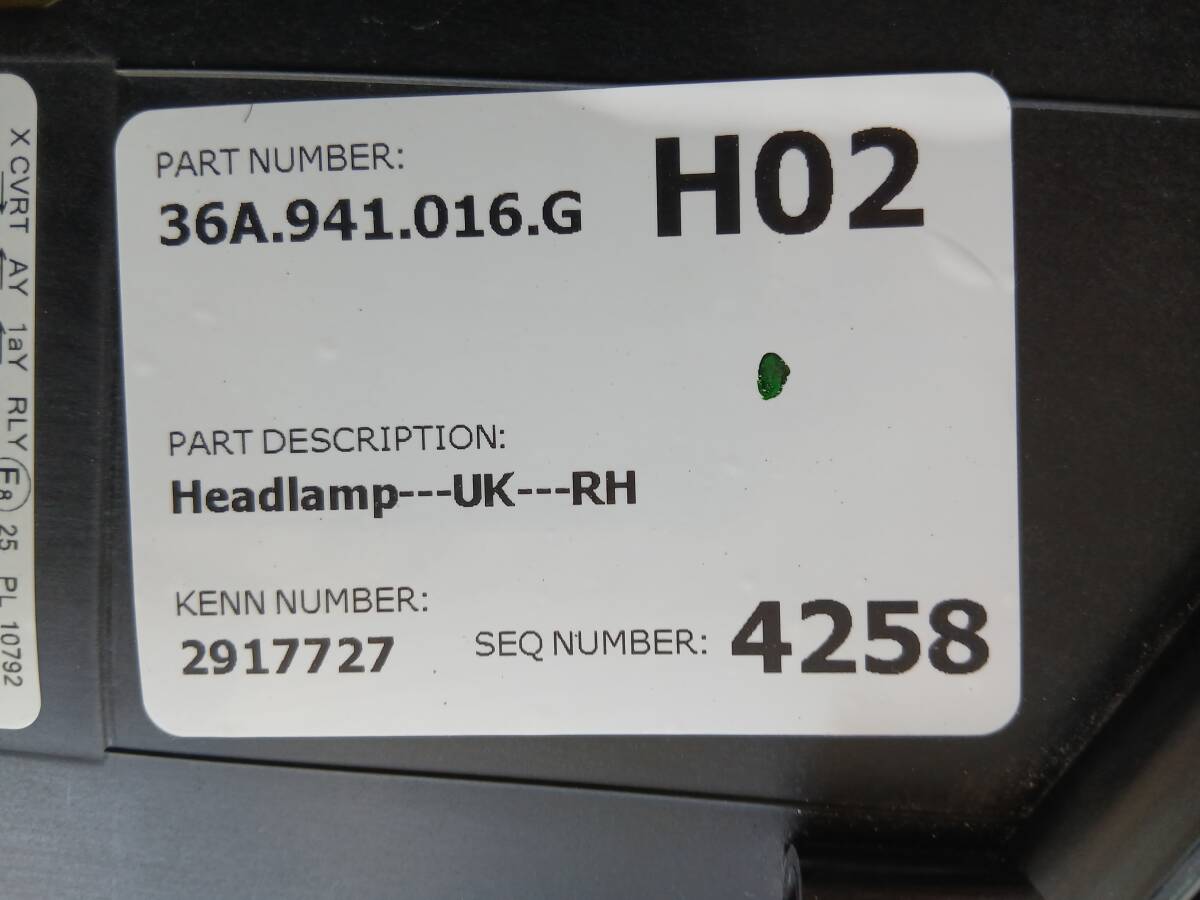 PART NUMBER:
36A.941.016.G
H02
PART DESCRIPTION:
Headlamp---UK---RH
KENN NUMBER:
2917727
SEQ NUMBER: 4258
X CVRT AY 1aY RLY E8 25 PL 10792